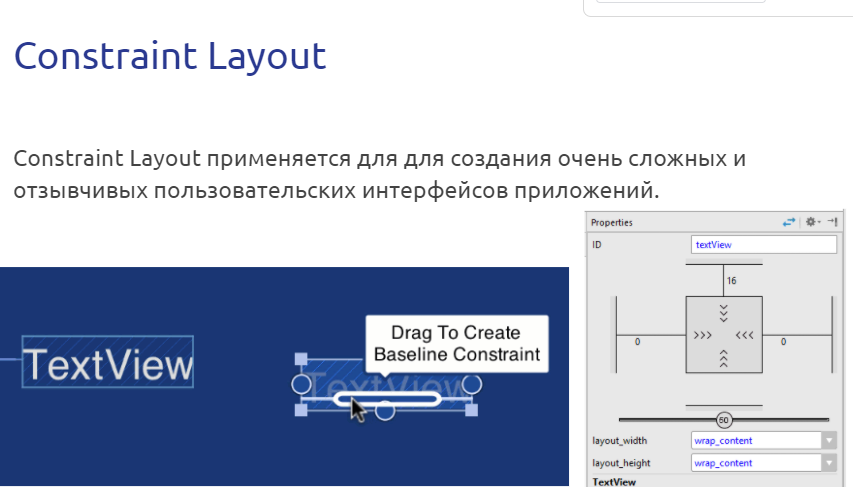 Constraint Layout
Constraint Layout применяется для для создания очень сложных и
отзывчивых пользовательских интерфейсов приложений.
TextView
Drag To Create
Baseline Constraint
TextView
Properties
ID
textView
16
0
0
50
layout_width
wrap_content
layout_height
wrap_content
TextView